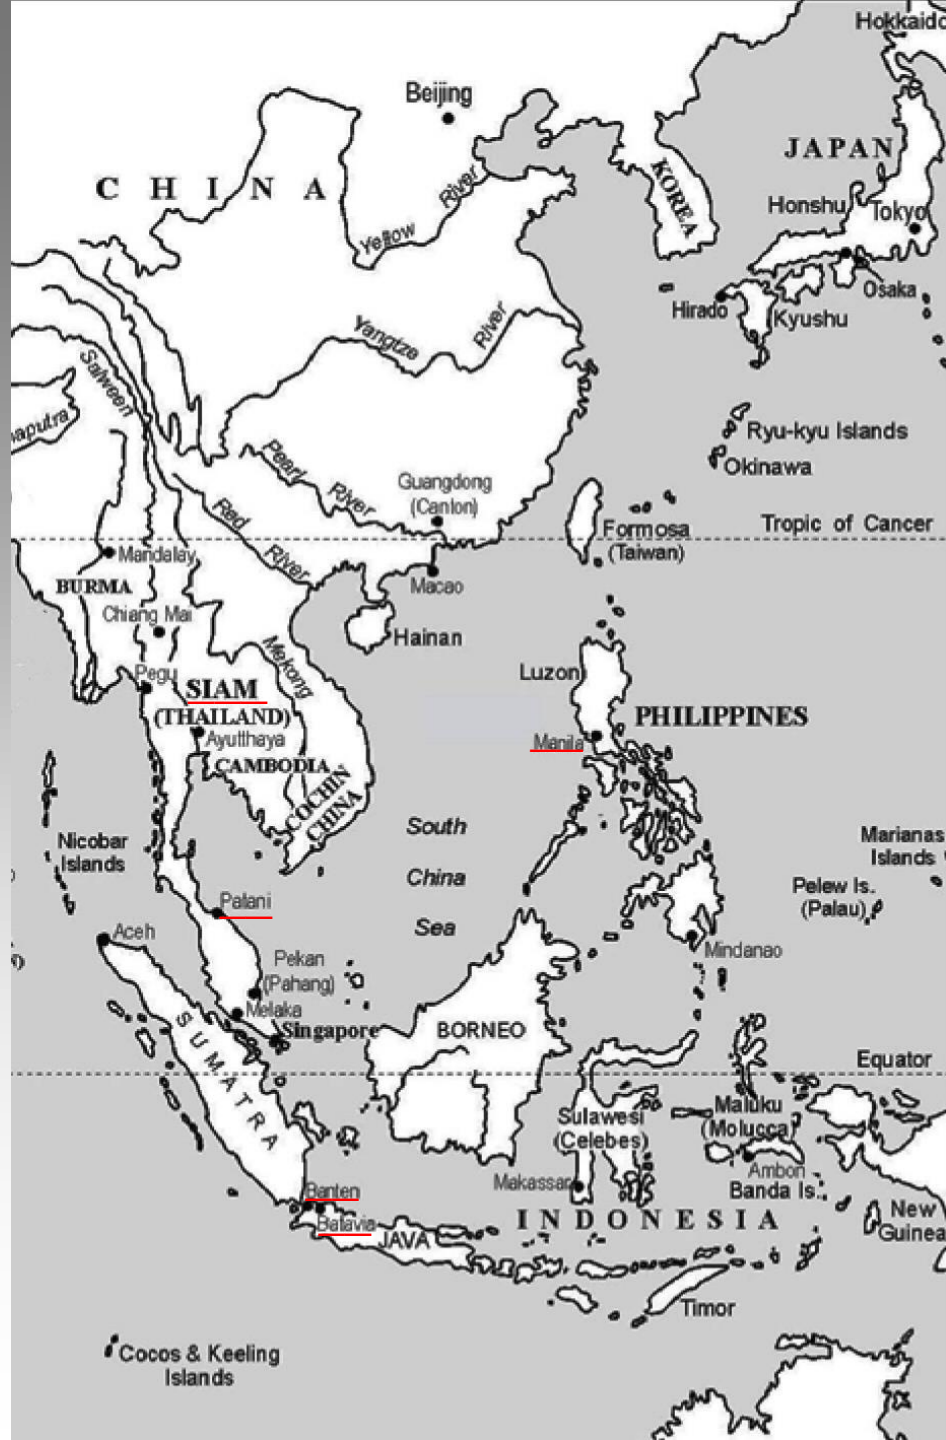 Hokkaido
Beijing
JAPAN
CHINA
KOREA
Yellow
River
Honshu
Tokyo
Osaka
Hirado
Kyushu
Yangtze
River
Salween
Ryu-kyu Islands
Okinawa
Pearl
River
Guangdong
(Canton)
Red
River
Formosa
(Taiwan)
Tropic of Cancer
Mandalay
BURMA
Macao
Chiang Mai
Hainan
Mekong
Pegu
SIAM
(THAILAND)
Ayutthaya
CAMBODIA
COCHIN
CHINA
Luzon
PHILIPPINES
Manila
South
China
Sea
Nicobar
Islands
Marianas
Islands
Pelew Is.
(Palau)
Patani
Aceh
Mindanao
Pekan
(Pahang)
Melaka
Singapore
BORNEO
SUMATRA
Equator
Maluku
(Molucca)
Sulawesi
(Celebes)
Ambon
Makassar
Banda Is.
Banten
Batavia
JAVA
INDONESIA
New
Guinea
Timor
Cocos & Keeling
Islands